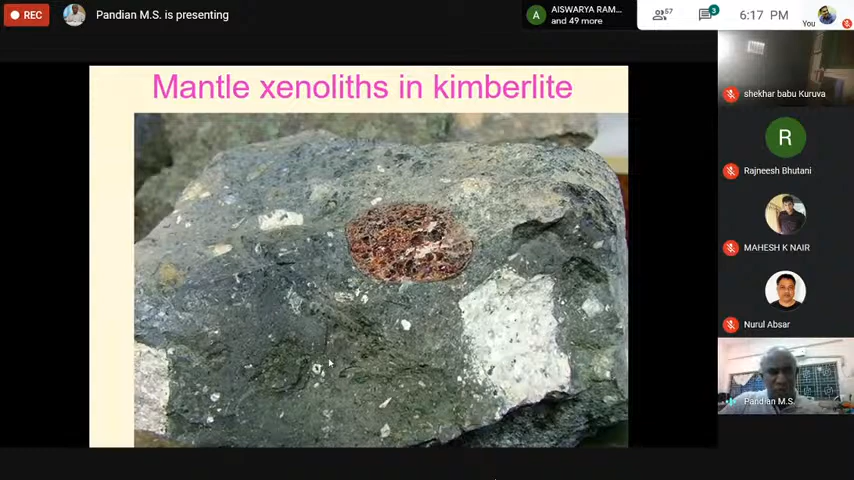 REC
Pandian M.S. is presenting
A
AISWARYA RAM...
and 49 more
57
3
6:17 PM
You
Mantle xenoliths in kimberlite
shekhar babu Kuruva
R
Rajneesh Bhutani
MAHESH K NAIR
Nurul Absar
Pandian M.S.